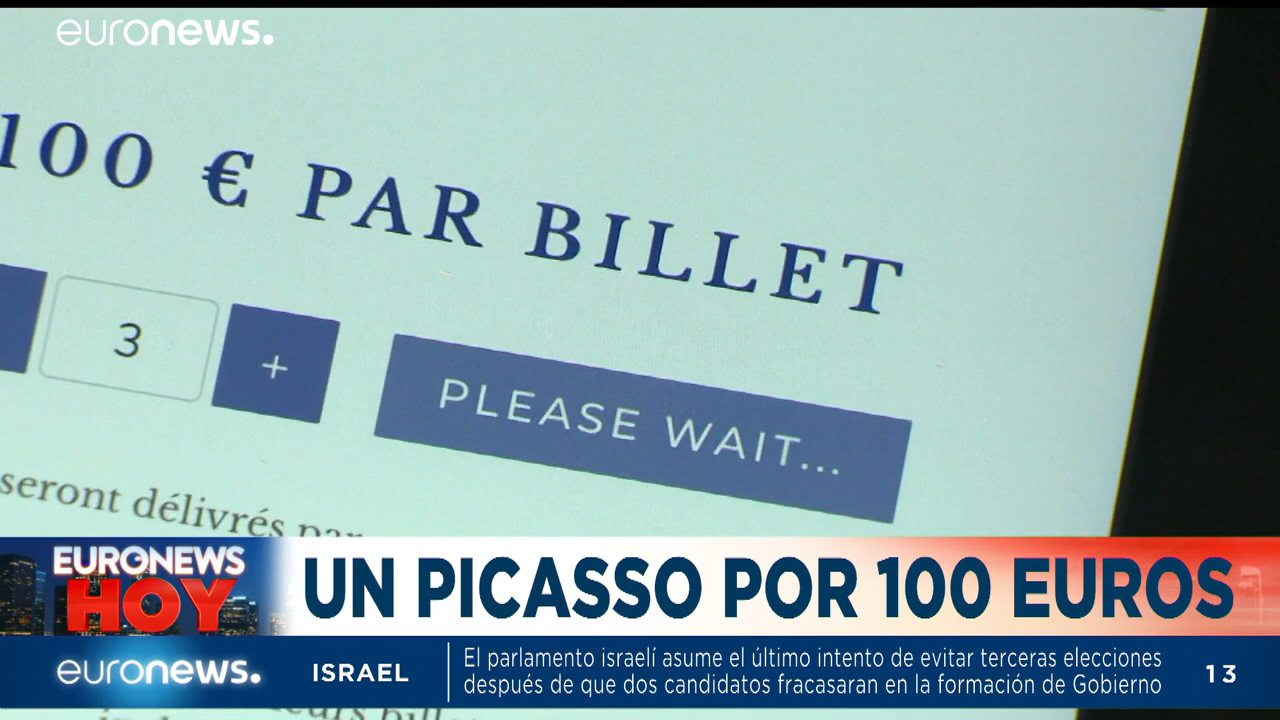 euronews.
100 € PAR BILLET
3
+
PLEASE WAIT...
seront délivrés par
EURONEWS
HOY
UN PICASSO POR 100 EUROS
euronews.
ISRAEL
El parlamento israelí asume el último intento de evitar terceras elecciones
después de que dos candidatos fracasaran en la formación de Gobierno
13